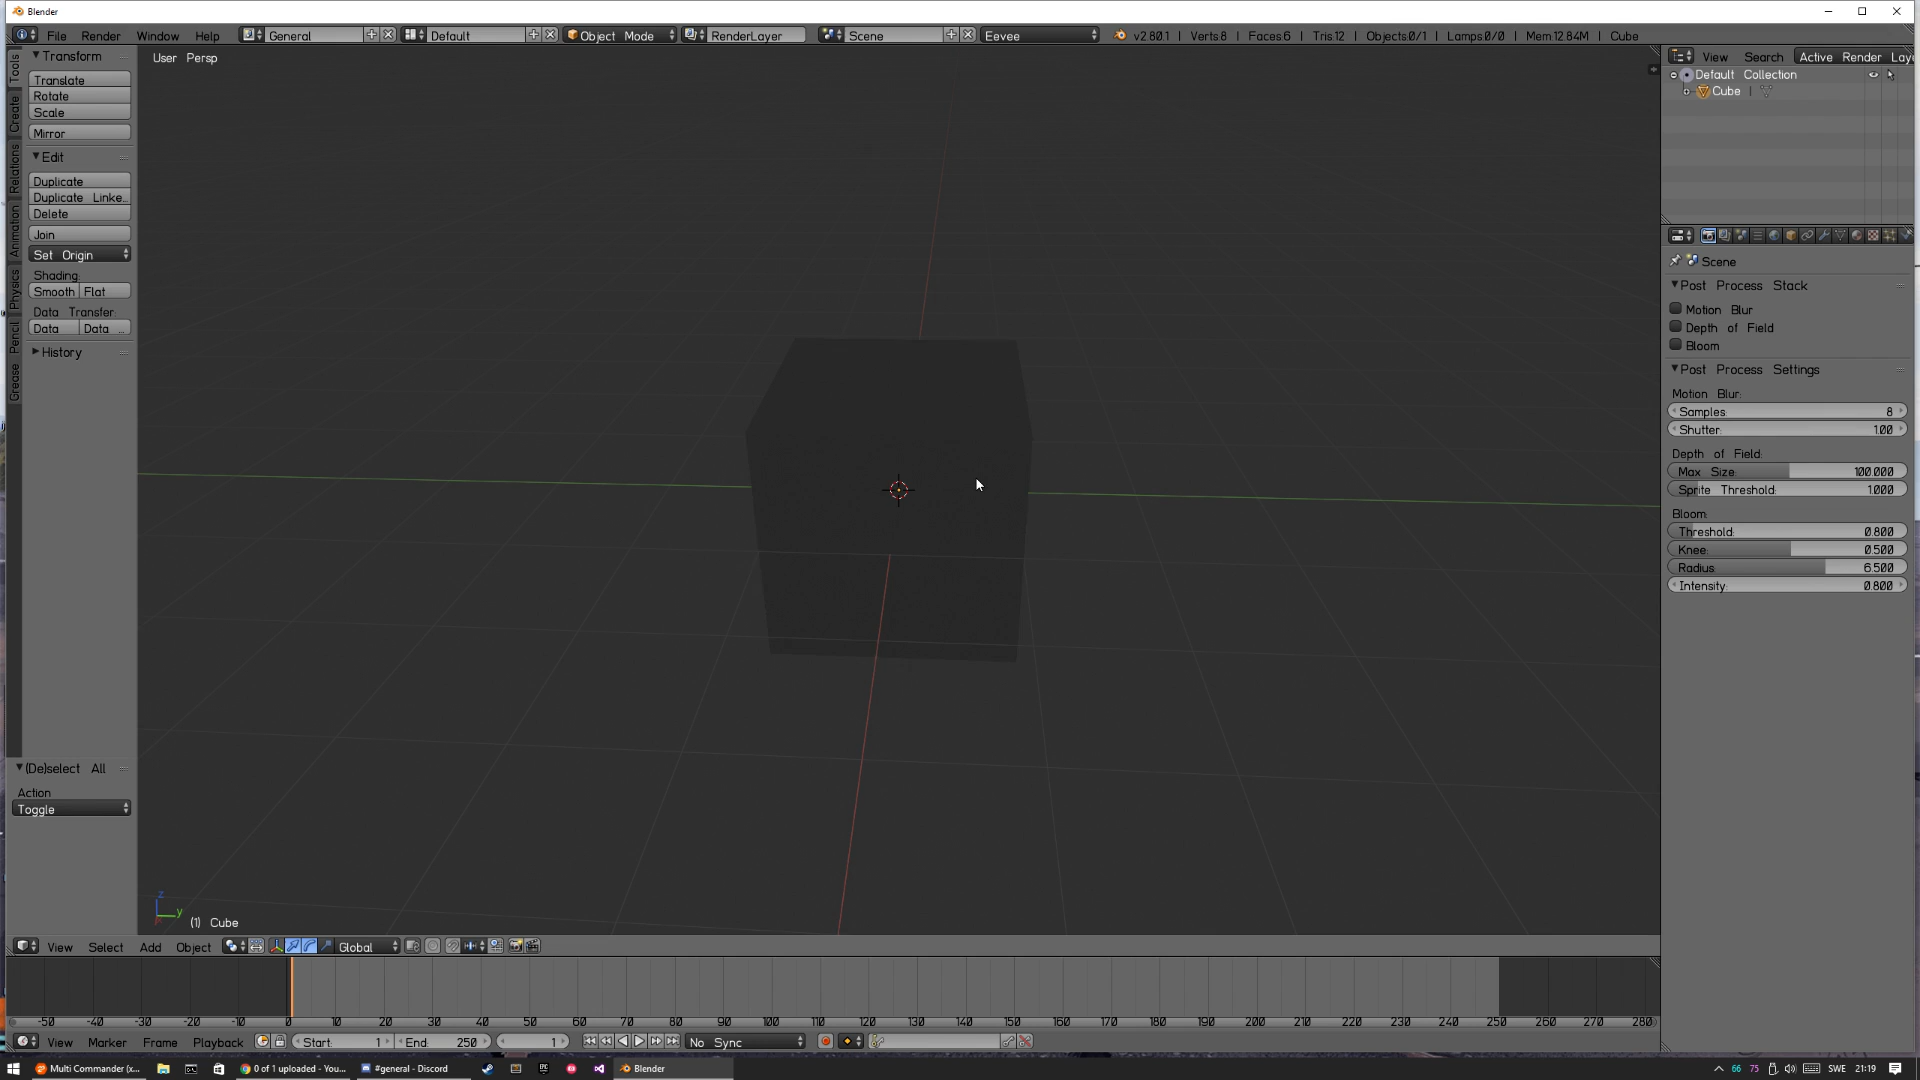 Blender
File Render Window Help General Default Object Mode RenderLayer Scene Eevee v2.80.1 | Verts:8 | Faces:6 | Tris:12 | Objects:0/1 | Lamps:0/0 | Mem:12.84M | Cube
Tools
Create
Relations
Animation
Physics
Grease Pencil
Transform
Translate
Rotate
Scale
Mirror
Edit
Duplicate
Duplicate Linke..
Delete
Join
Set Origin
Shading:
Smooth Flat
Data Transfer:
Data Data ..
History
(De)select All
Action
Toggle
User Persp
z
y
(1) Cube
View Search Active Render Lay
Default Collection
Cube |
Scene
Post Process Stack
Motion Blur
Depth of Field
Bloom
Post Process Settings
Motion Blur:
Samples: 8
Shutter: 1.00
Depth of Field:
Max Size: 100.000
Sprite Threshold: 1.000
Bloom:
Threshold: 0.800
Knee: 0.500
Radius: 6.500
Intensity: 0.800
View Select Add Object Global
-50 -40 -30 -20 -10 0 10 20 30 40 50 60 70 80 90 100 110 120 130 140 150 160 170 180 190 200 210 220 230 240 250 260 270 280
View Marker Frame Playback Start: 1 End: 250 1 No Sync
Multi Commander (x... 0 of 1 uploaded - You... #general - Discord Blender 66 75 SWE 21:19